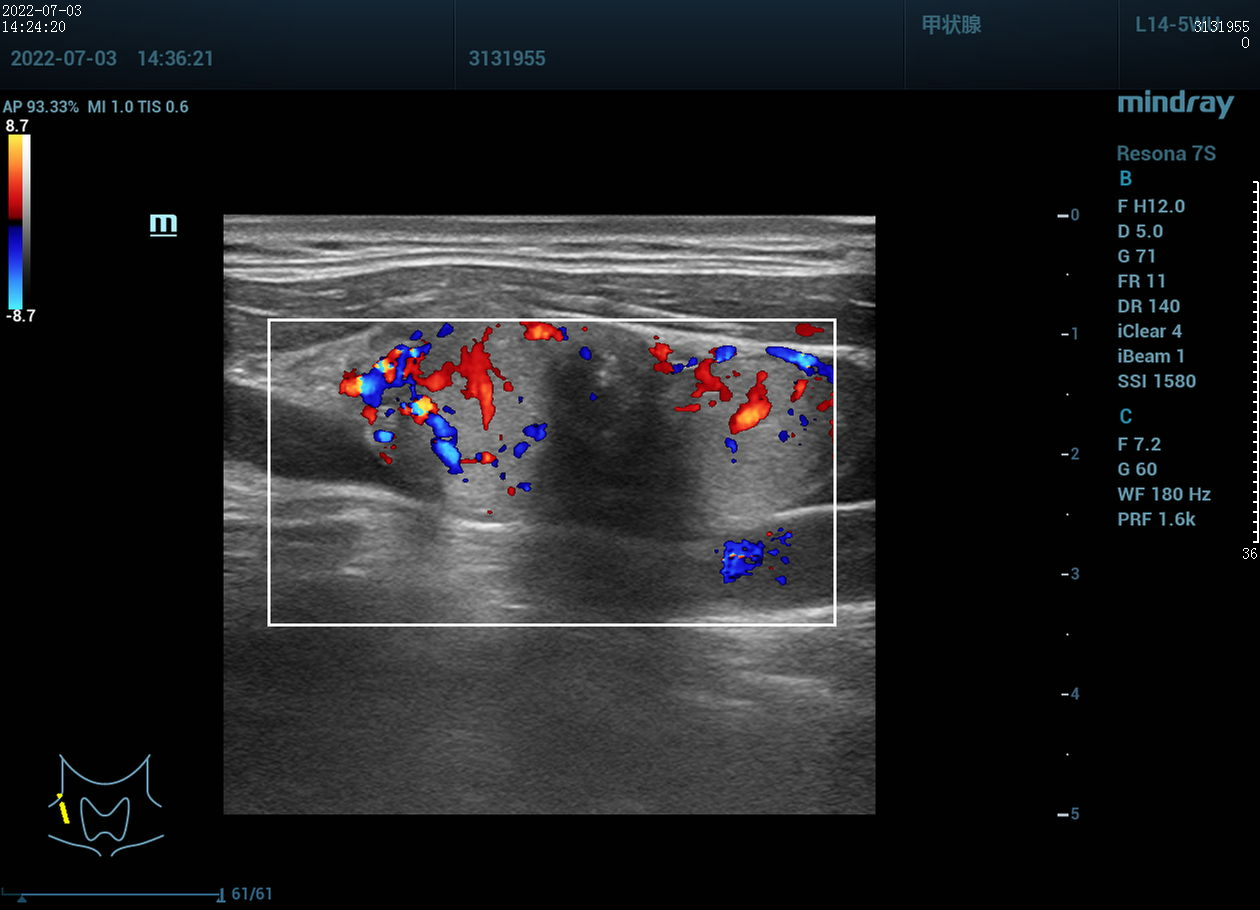 2022-07-03
14:24:20
甲状腺
3131955
0
2022-07-03 14:36:21
3131955
AP 93.33% MI 1.0 TIS 0.6
mindray
8.7
-8.7
m
Resona 7S
B
F H12.0
D 5.0
G 71
FR 11
DR 140
iClear 4
iBeam 1
SSI 1580
C
F 7.2
G 60
WF 180 Hz
PRF 1.6k
0
1
2
3
4
5
36
61/61